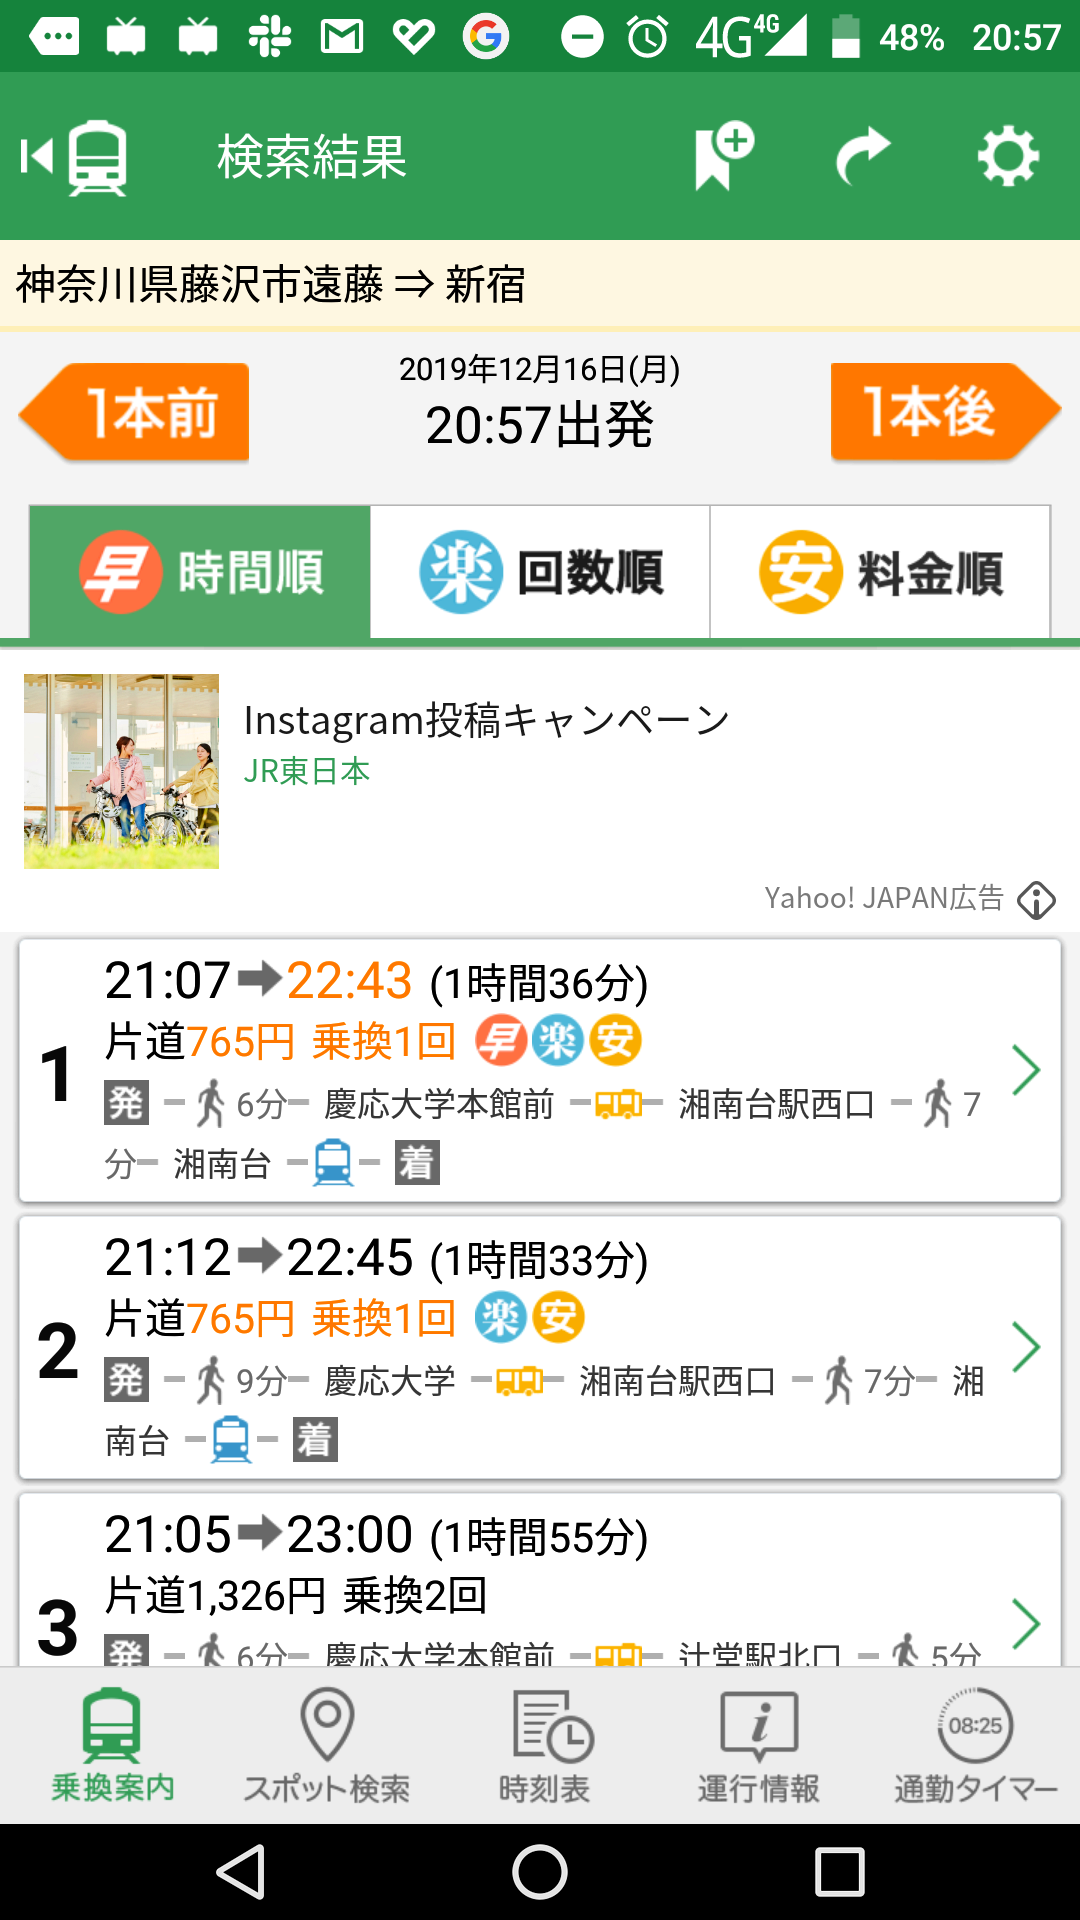 4G 4G 48% 20:57
検索結果
神奈川県藤沢市遠藤 ⇒ 新宿
2019年12月16日(月)
1本前 20:57出発 1本後
早 時間順 楽 回数順 安 料金順
Instagram投稿キャンペーン
JR東日本
Yahoo! JAPAN広告
1
21:07➡22:43 (1時間36分)
片道765円 乗換1回 早 楽 安
発 6分 慶応大学本館前 湘南台駅西口 7
分 湘南台 着
2
21:12➡22:45 (1時間33分)
片道765円 乗換1回 楽 安
発 9分 慶応大学 湘南台駅西口 7分 湘
南台 着
3
21:05➡23:00 (1時間55分)
片道1,326円 乗換2回
発 6分 慶応大学本館前 辻堂駅北口 5分
08:25
乗換案内 スポット検索 時刻表 運行情報 通勤タイマー